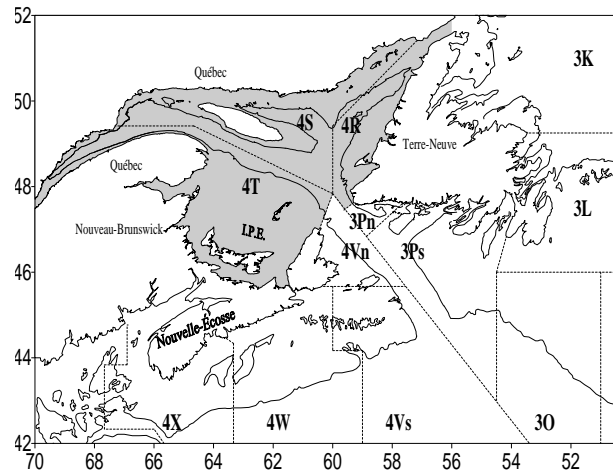 52
50
48
46
44
42
Québec
3K
4S
4R
Terre-Neuve
Québec
4T
3L
I.P.E.
3Pn
Nouveau-Brunswick
4Vn
3Ps
Nouvelle-Écosse
4X
4W
4Vs
3O
70
68
66
64
62
60
58
56
54
52